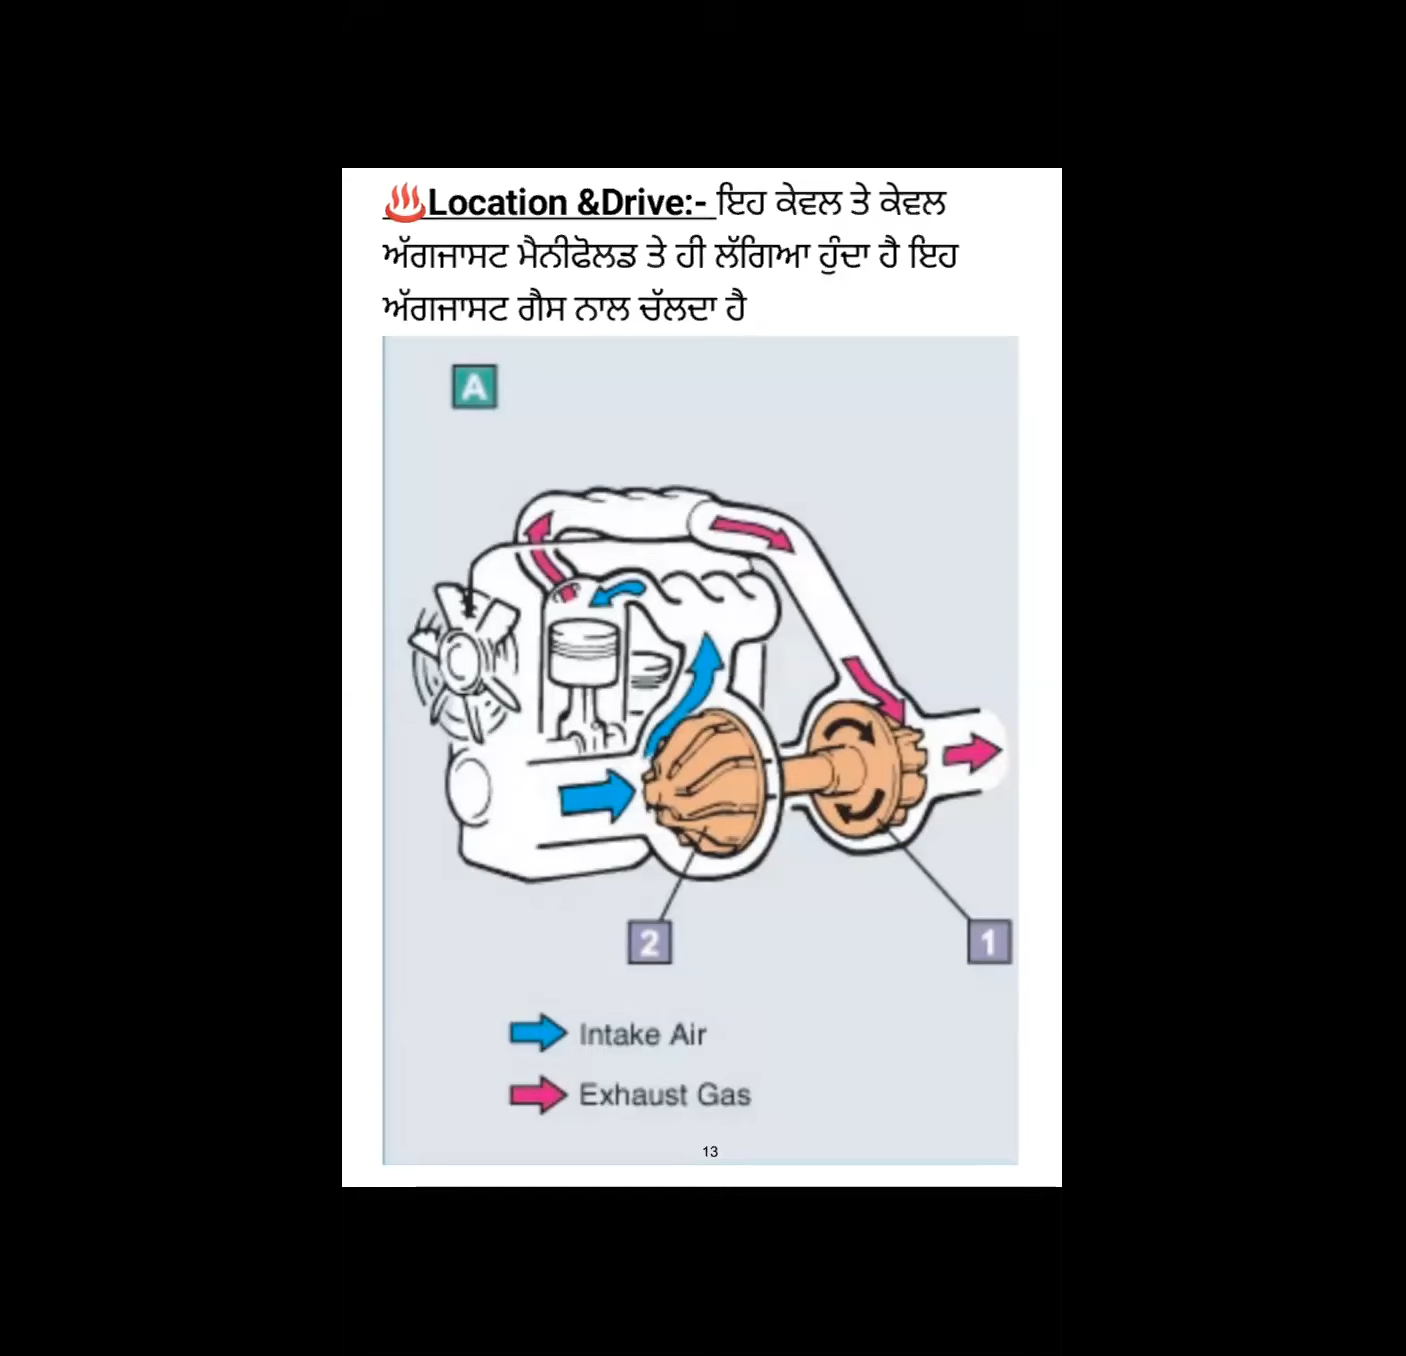 ♨️Location &Drive:- ਇਹ ਕੇਵਲ ਤੇ ਕੇਵਲ
ਅੱਗਜਾਸਟ ਮੈਨੀਫੋਲਡ ਤੇ ਹੀ ਲੱਗਿਆ ਹੁੰਦਾ ਹੈ ਇਹ
ਅੱਗਜਾਸਟ ਗੈਸ ਨਾਲ ਚੱਲਦਾ ਹੈ
A
2
1
Intake Air
Exhaust Gas
13